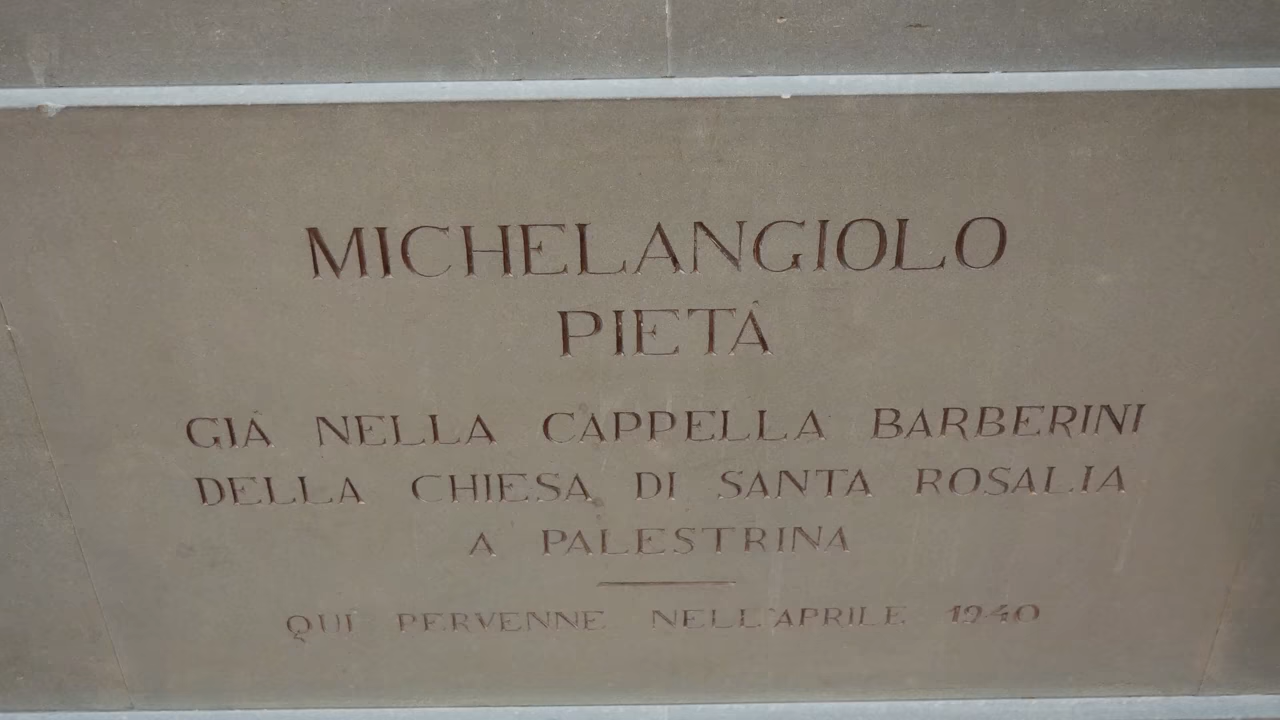 MICHELANGIOLO
PIETÀ
GIÀ NELLA CAPPELLA BARBERINI
DELLA CHIESA DI SANTA ROSALIA
A PALESTRINA
QUI PERVENNE NELL'APRILE 1940